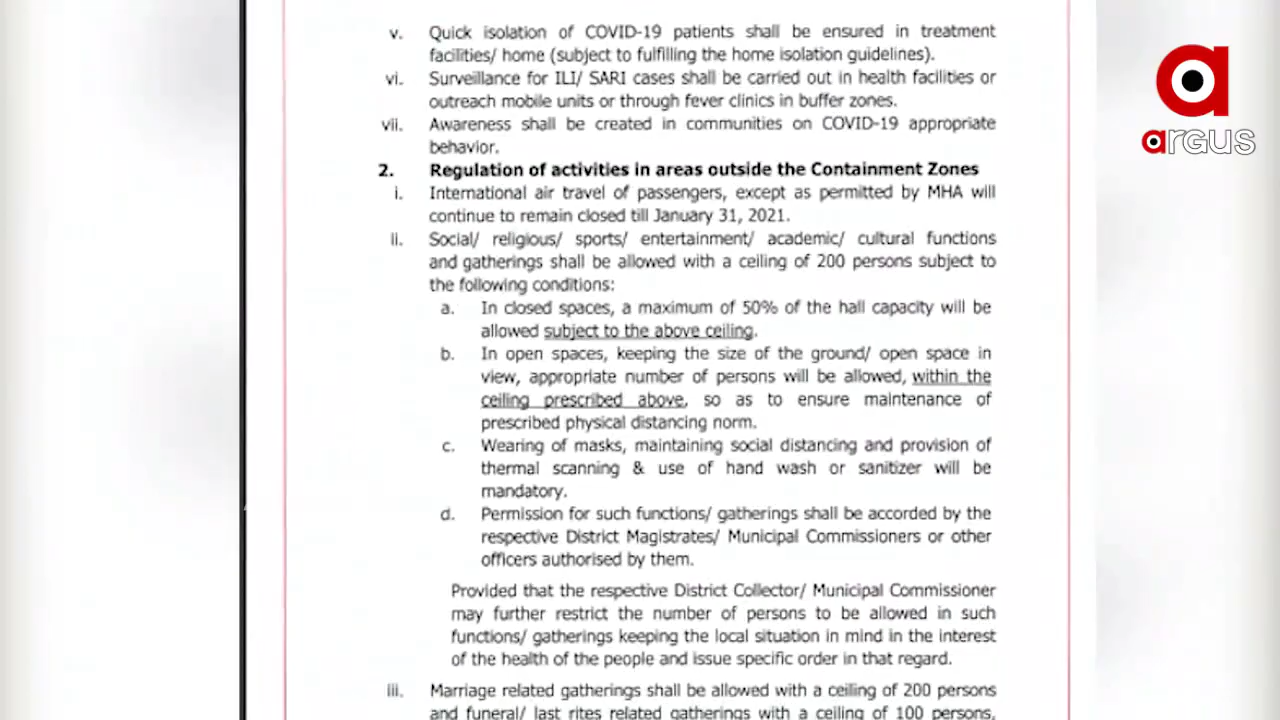 v. Quick isolation of COVID-19 patients shall be ensured in treatment
facilities/ home (subject to fulfilling the home isolation guidelines).
vi. Surveillance for ILI/ SARI cases shall be carried out in health facilities or
outreach mobile units or through fever clinics in buffer zones.
vii. Awareness shall be created in communities on COVID-19 appropriate
behavior.
2. Regulation of activities in areas outside the Containment Zones
i. International air travel of passengers, except as permitted by MHA will
continue to remain closed till January 31, 2021.
ii. Social/ religious/ sports/ entertainment/ academic/ cultural functions
and gatherings shall be allowed with a ceiling of 200 persons subject to
the following conditions:
a. In closed spaces, a maximum of 50% of the hall capacity will be
allowed subject to the above ceiling.
b. In open spaces, keeping the size of the ground/ open space in
view, appropriate number of persons will be allowed, within the
ceiling prescribed above, so as to ensure maintenance of
prescribed physical distancing norm.
c. Wearing of masks, maintaining social distancing and provision of
thermal scanning & use of hand wash or sanitizer will be
mandatory.
d. Permission for such functions/ gatherings shall be accorded by the
respective District Magistrates/ Municipal Commissioners or other
officers authorised by them.
Provided that the respective District Collector/ Municipal Commissioner
may further restrict the number of persons to be allowed in such
functions/ gatherings keeping the local situation in mind in the interest
of the health of the people and issue specific order in that regard.
iii. Marriage related gatherings shall be allowed with a ceiling of 200 persons
and funeral/ last rites related gatherings with a ceiling of 100 persons,
a
argus